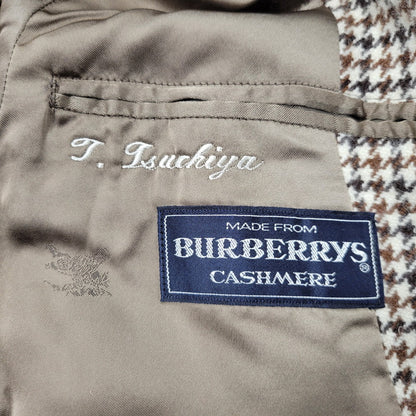 T. Tsuchiya
MADE FROM
BURBERRYS®
CASHMERE